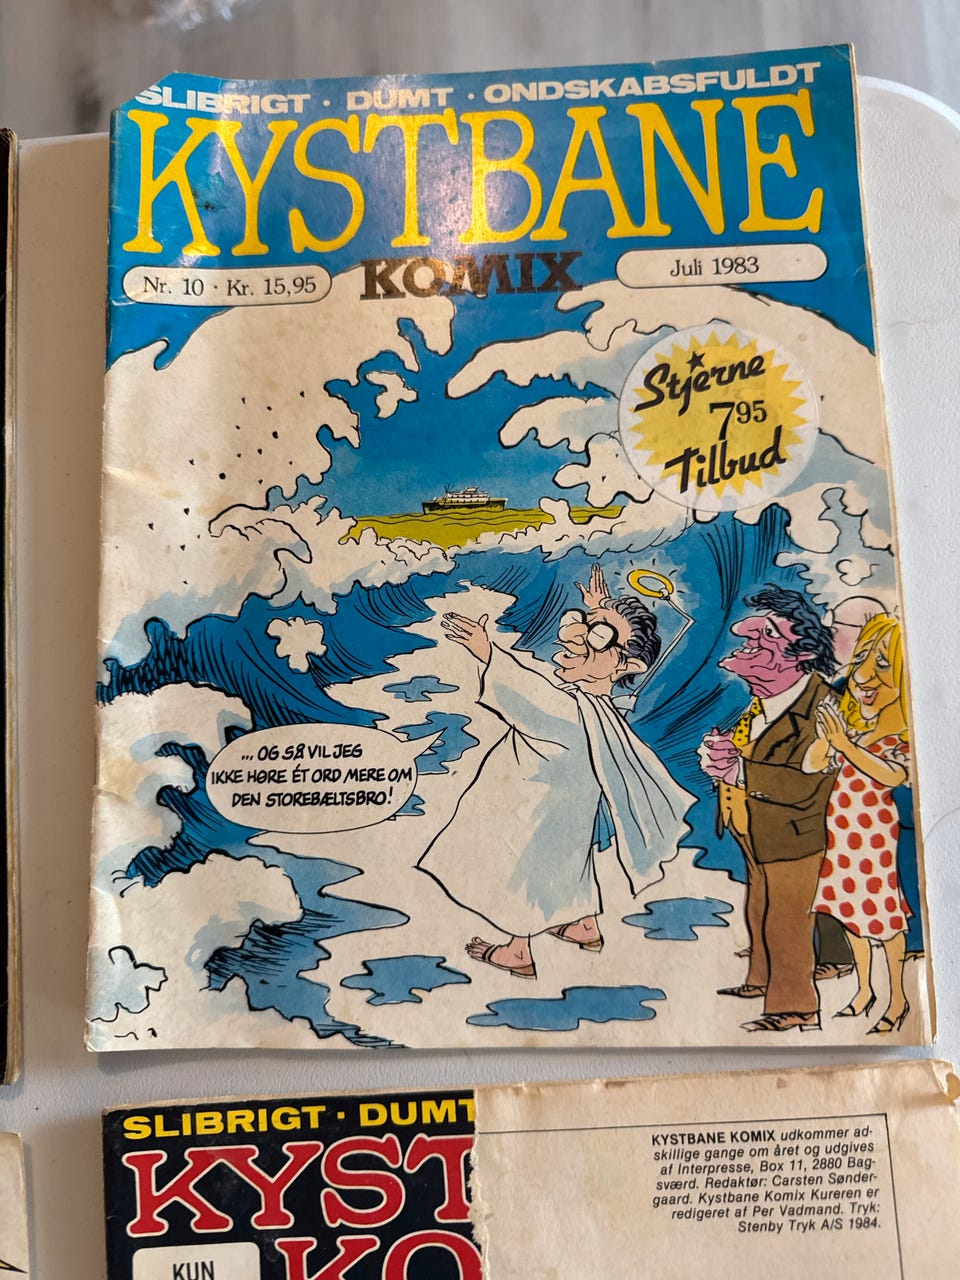 SLIBRIGT · DUMT · ONDSKABSFULDT
KYSTBANE
KOMIX
Nr. 10 · Kr. 15,95
Juli 1983
Stjerne
7 95
Tilbud
... OG SÅ VIL JEG
IKKE HØRE ÉT ORD MERE OM
DEN STOREBÆLTSBRO!
SLIBRIGT · DUMT
KYST
KO
KUN
KYSTBANE KOMIX udkommer ad-
skillige gange om året og udgives
af Interpresse, Box 11, 2880 Bag-
sværd. Redaktør: Carsten Sønder-
gaard. Kystbane Komix Kureren er
redigeret af Per Vadmand. Tryk:
Stenby Tryk A/S 1984.